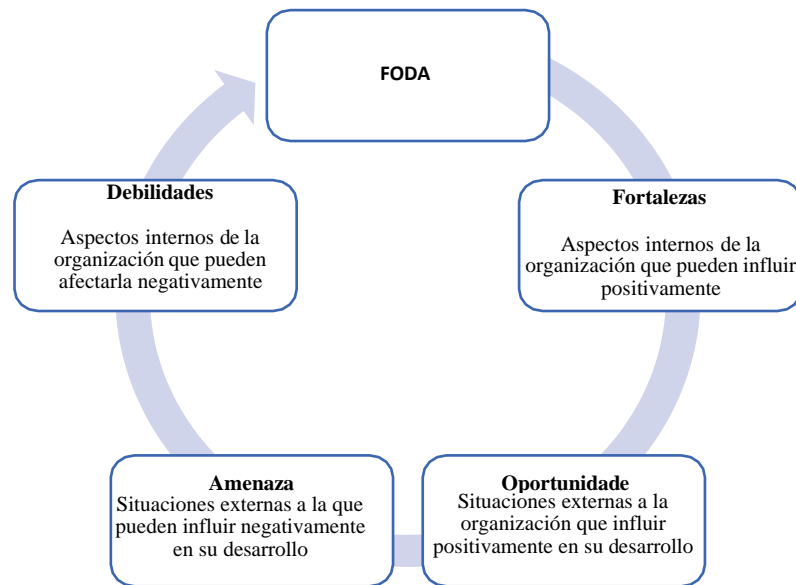 FODA
Fortalezas
Aspectos internos de la
organización que pueden influir
positivamente
Oportunidade
Situaciones externas a la
organización que influir
positivamente en su desarrollo
Amenaza
Situaciones externas a la que
pueden influir negativamente
en su desarrollo
Debilidades
Aspectos internos de la
organización que pueden
afectarla negativamente